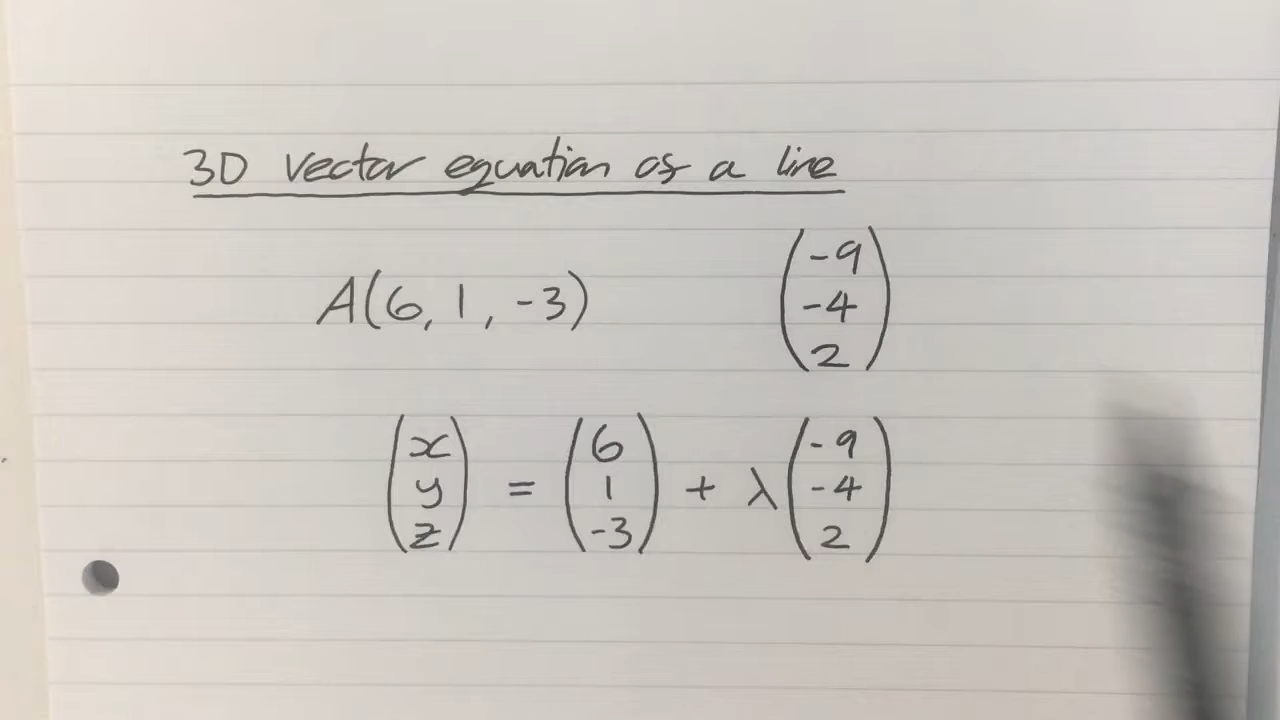 3D vector equation of a line
A(6, 1, -3) (-9 -4 2)
(x y z) = (6 1 -3) + λ(-9 -4 2)